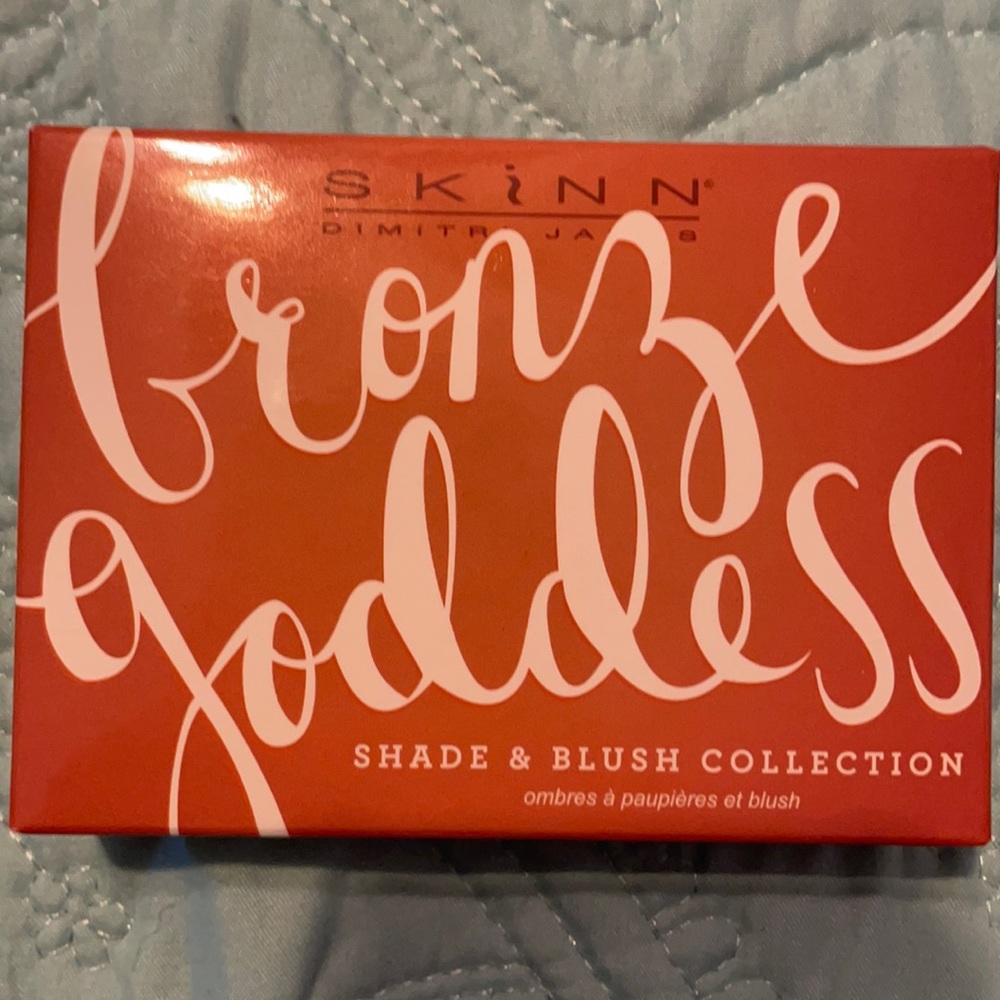 SKiNN®
bronze
goddess
SHADE & BLUSH COLLECTION
ombres à paupières et blush